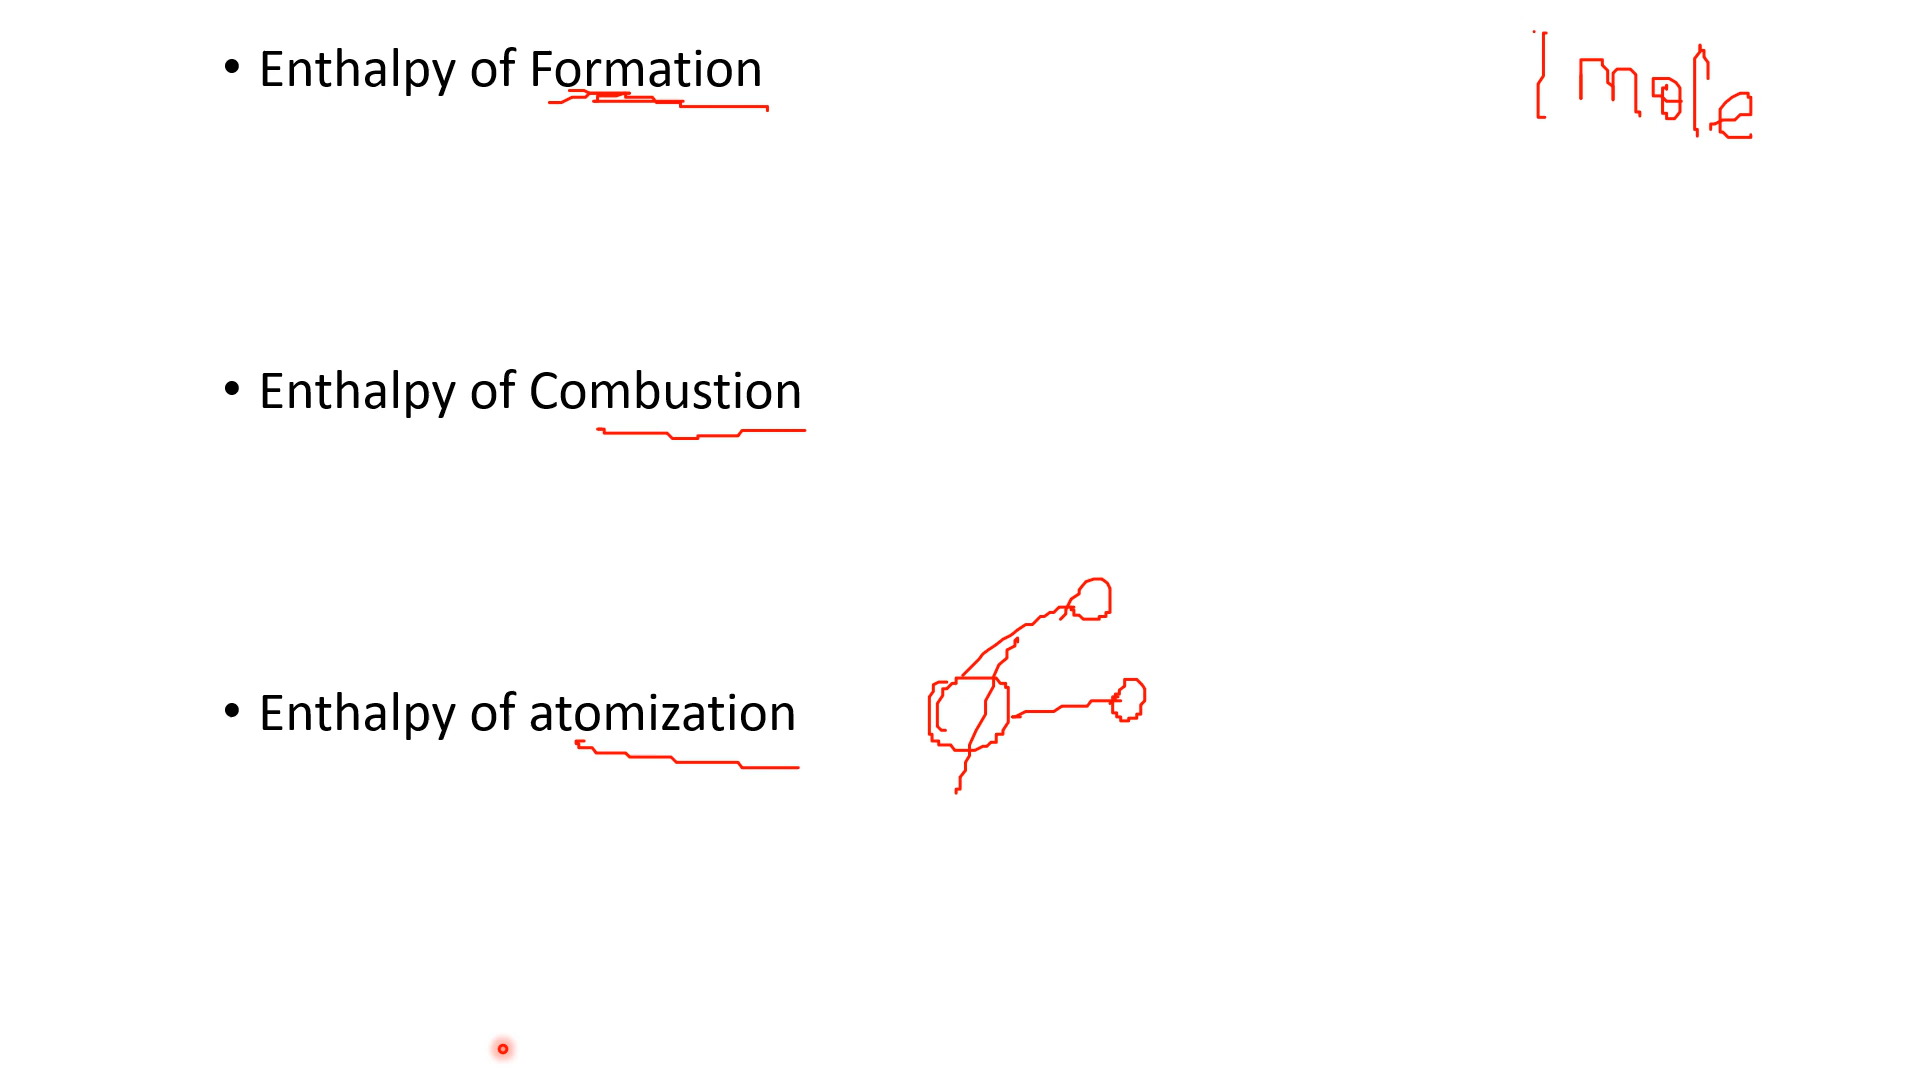 • Enthalpy of Formation
1 mole
• Enthalpy of Combustion
• Enthalpy of atomization